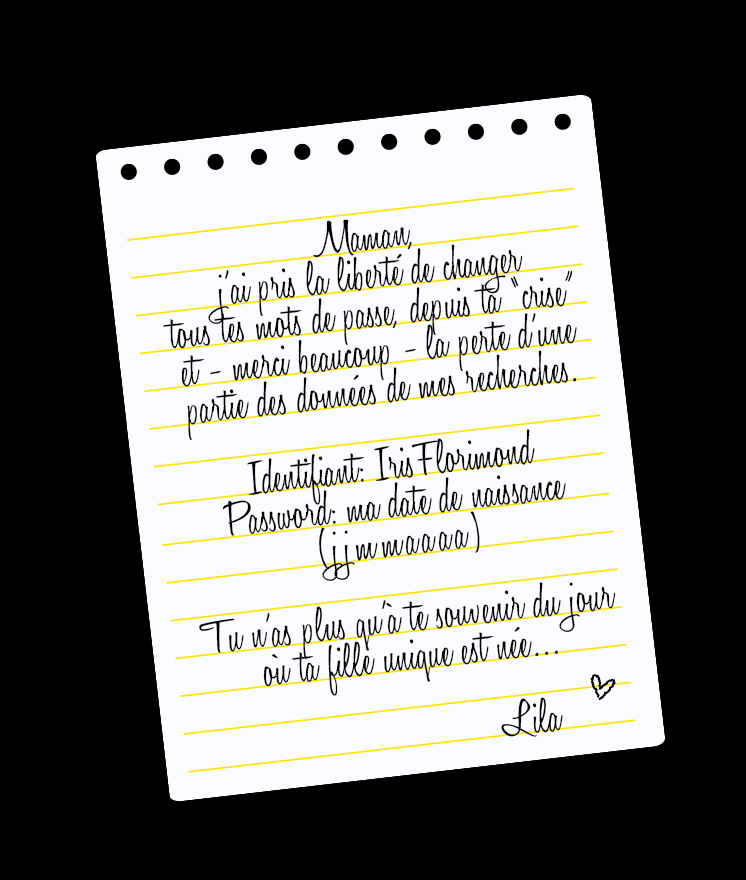 Maman,
j'ai pris la liberté de changer
tous tes mots de passe, depuis ta "crise"
et - merci beaucoup - la perte d'une
partie des données de mes recherches.
Identifiant: IrisFlorimond
Password: ma date de naissance
(jjmmaaaa)
Tu n'as plus qu'à te souvenir du jour
où ta fille unique est née...
Lila